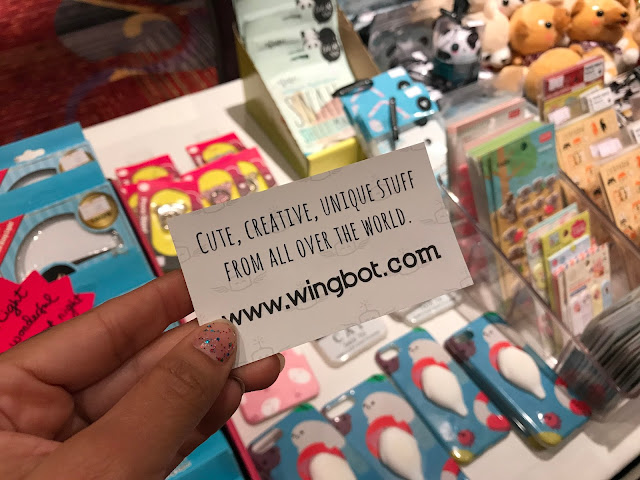 CUTE, CREATIVE, UNIQUE STUFF
FROM ALL OVER THE WORLD.
www.wingbot.com